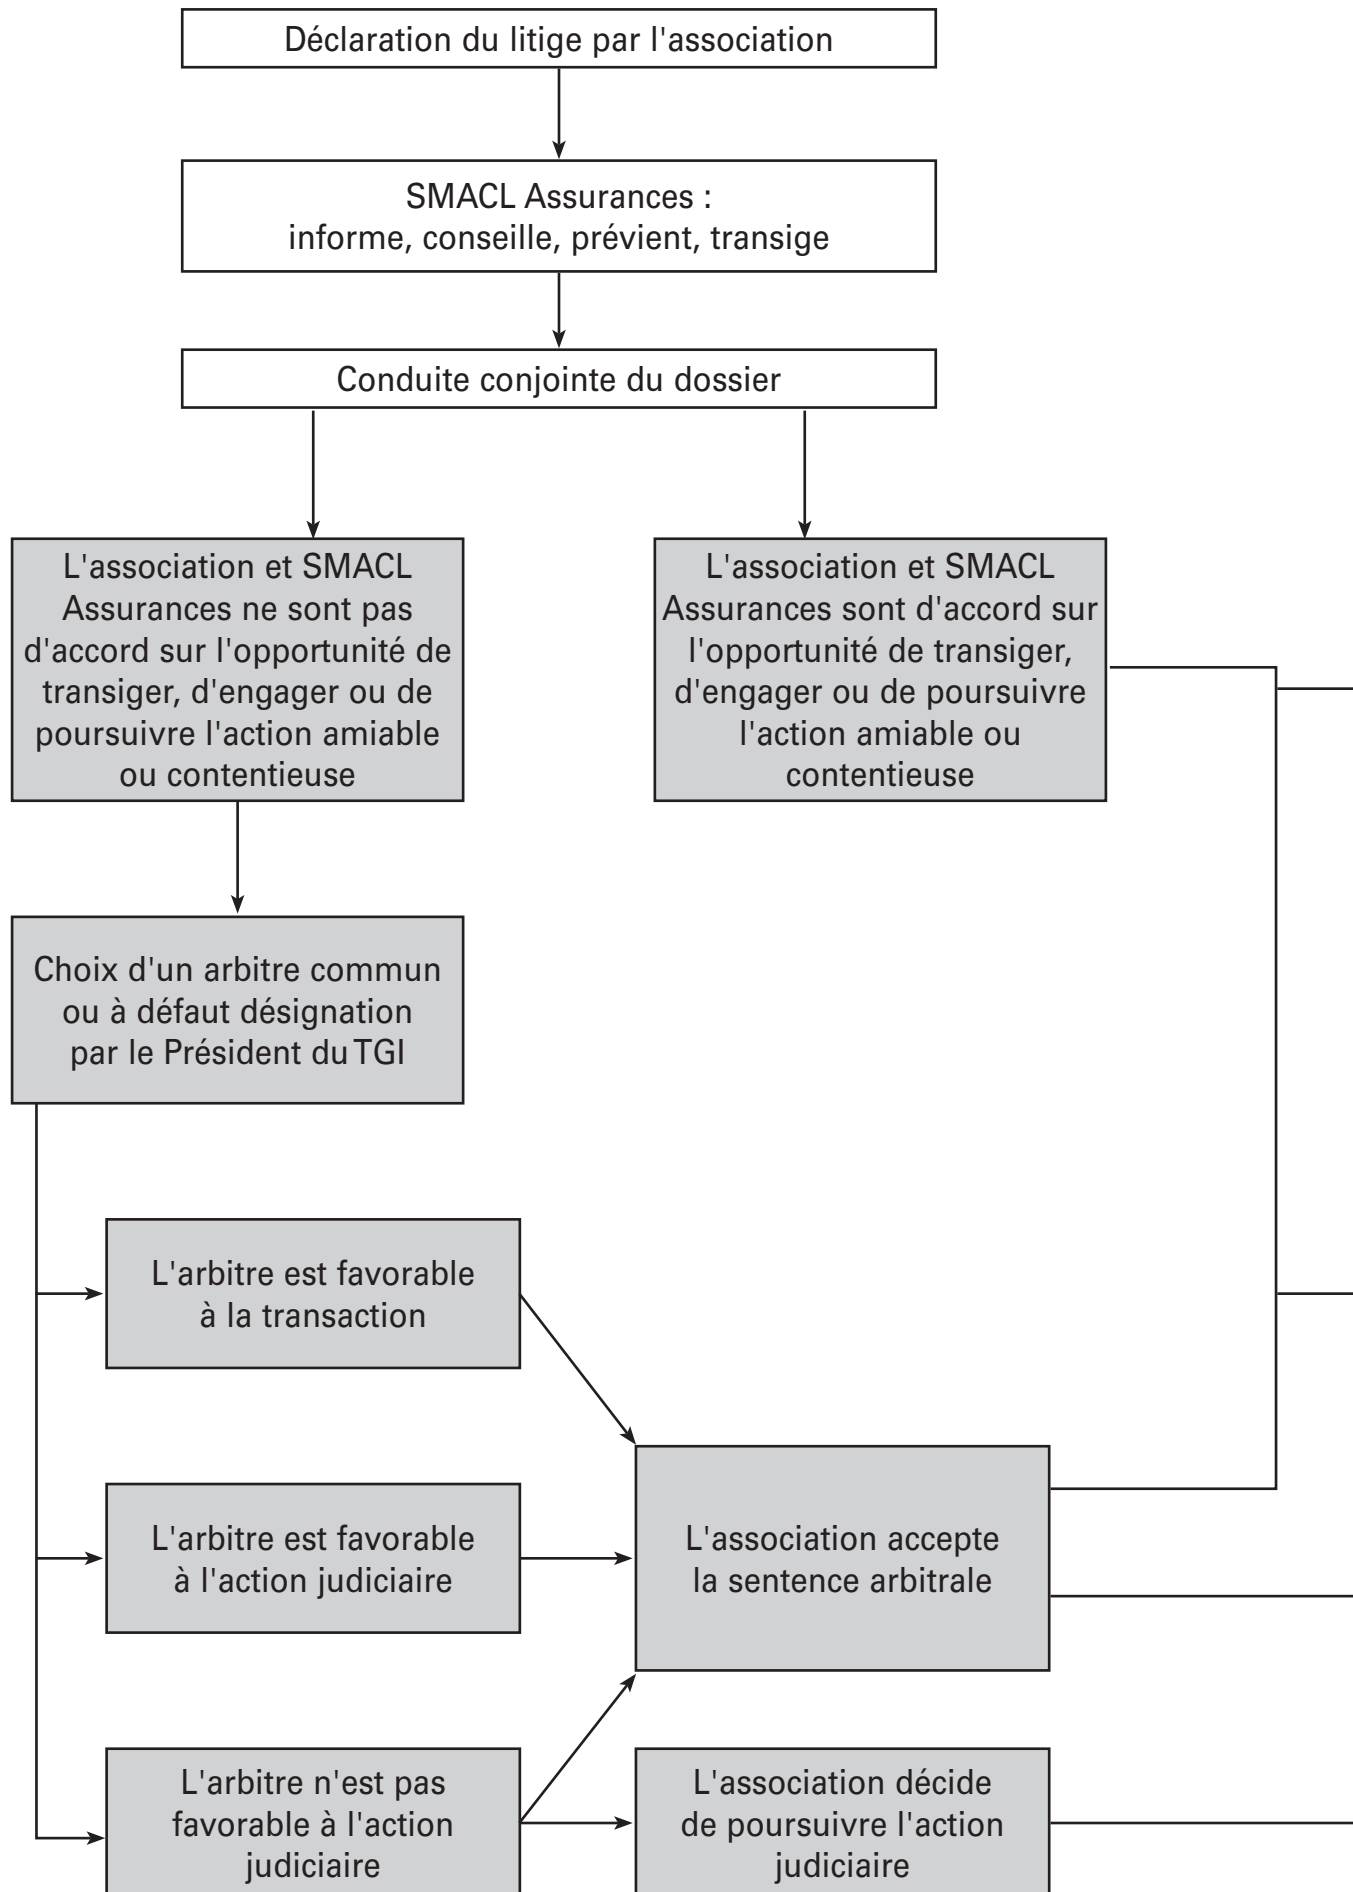 Déclaration du litige par l'association
SMACL Assurances :
informe, conseille, prévient, transige
Conduite conjointe du dossier
L'association et SMACL
Assurances ne sont pas
d'accord sur l'opportunité de
transiger, d'engager ou de
poursuivre l'action amiable
ou contentieuse
L'association et SMACL
Assurances sont d'accord sur
l'opportunité de transiger,
d'engager ou de poursuivre
l'action amiable ou
contentieuse
Choix d'un arbitre commun
ou à défaut désignation
par le Président du TGI
L'arbitre est favorable
à la transaction
L'arbitre est favorable
à l'action judiciaire
L'association accepte
la sentence arbitrale
L'arbitre n'est pas
favorable à l'action
judiciaire
L'association décide
de poursuivre l'action
judiciaire